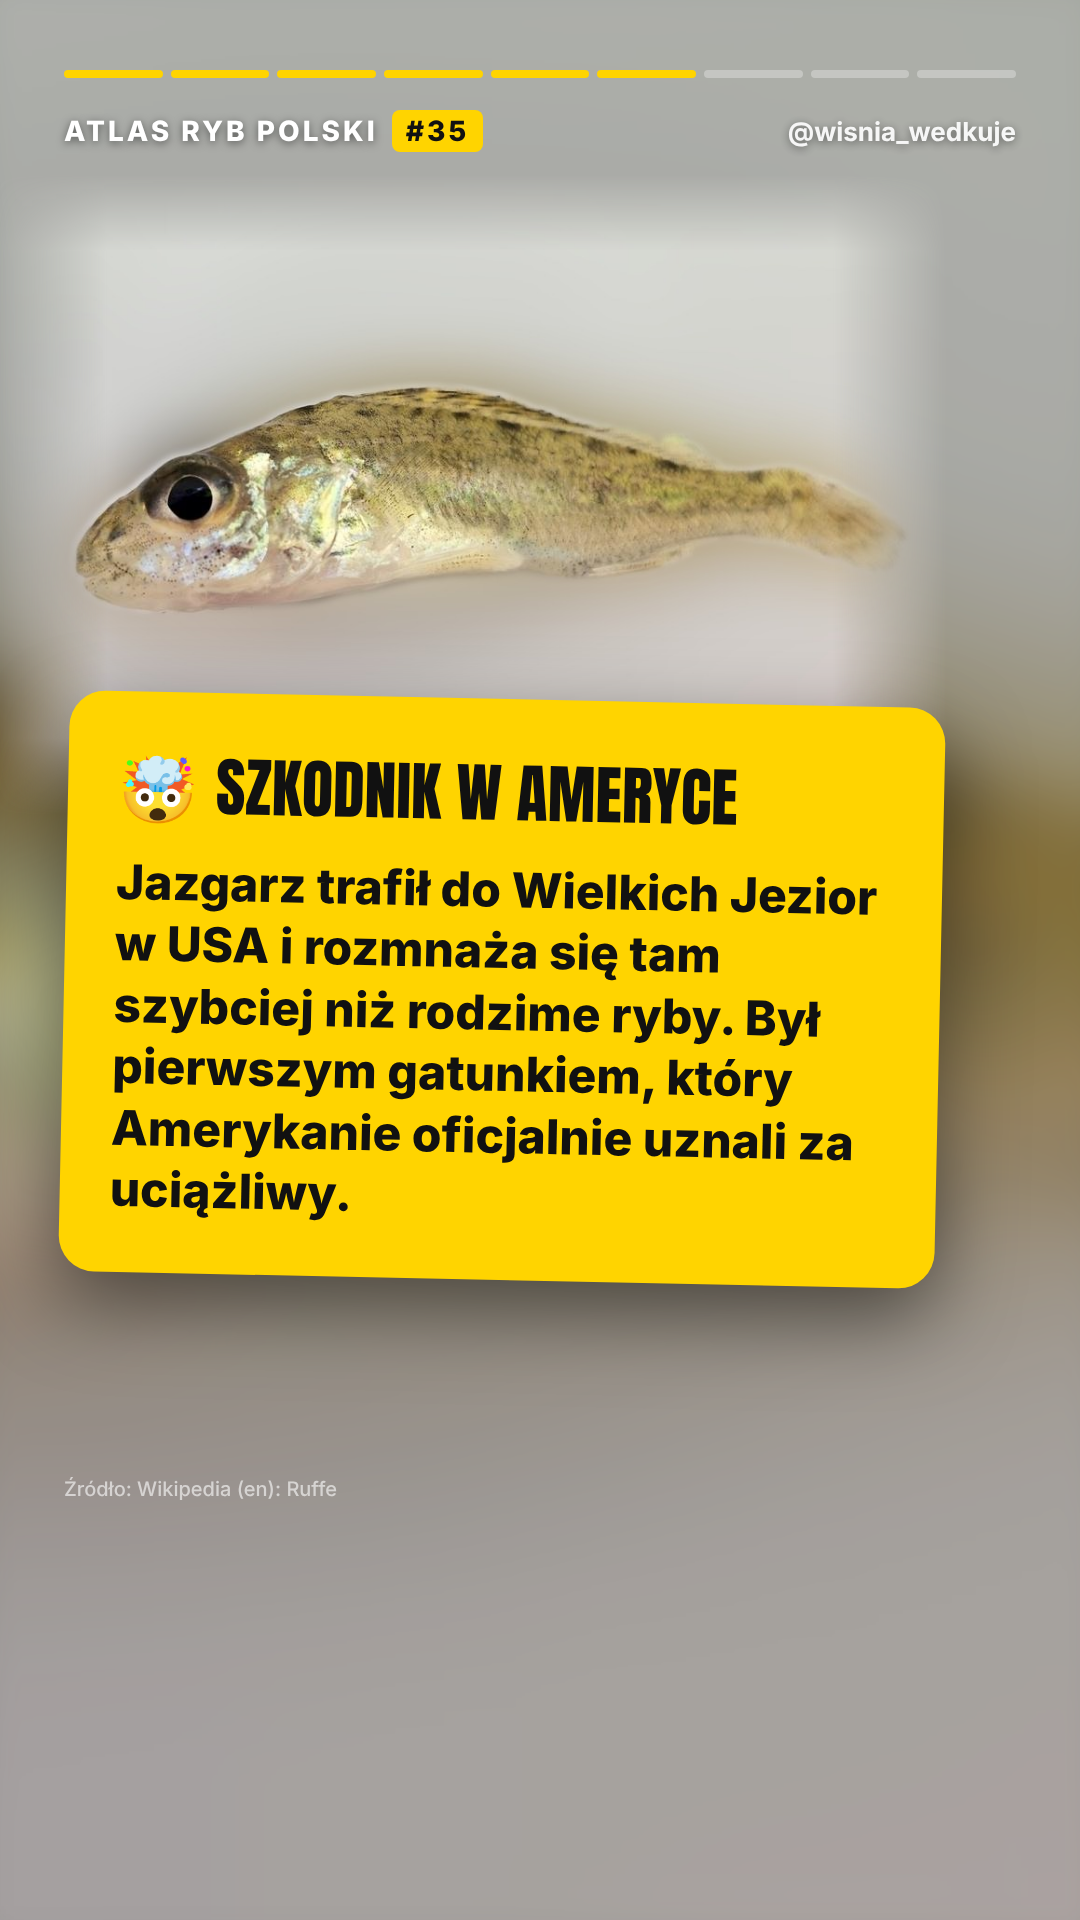 ATLAS RYB POLSKI #35
@wisnia_wedkuje
🤯 SZKODNIK W AMERYCE
Jazgarz trafił do Wielkich Jezior
w USA i rozmnaża się tam
szybciej niż rodzime ryby. Był
pierwszym gatunkiem, który
Amerykanie oficjalnie uznali za
uciążliwy.
Źródło: Wikipedia (en): Ruffe